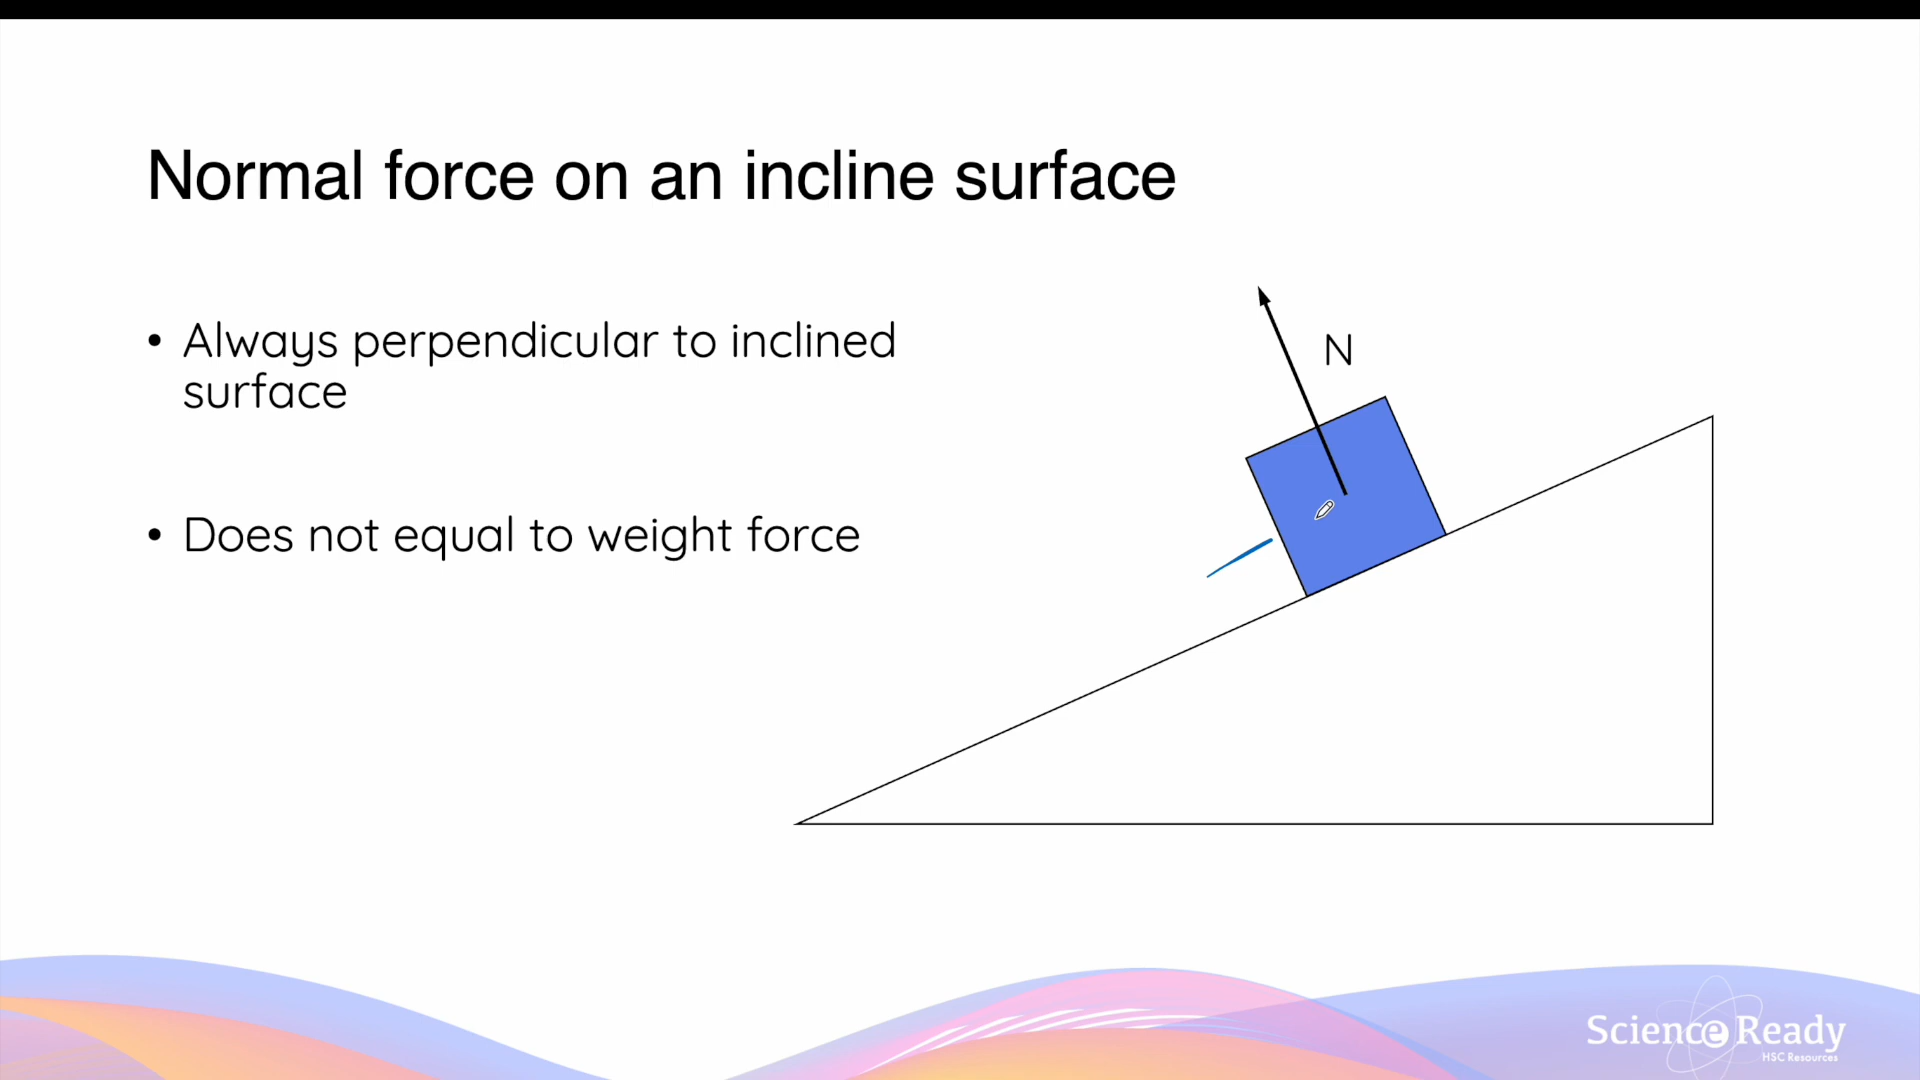 Normal force on an incline surface
• Always perpendicular to inclined
surface
N
• Does not equal to weight force
Science Ready
HSC Resources